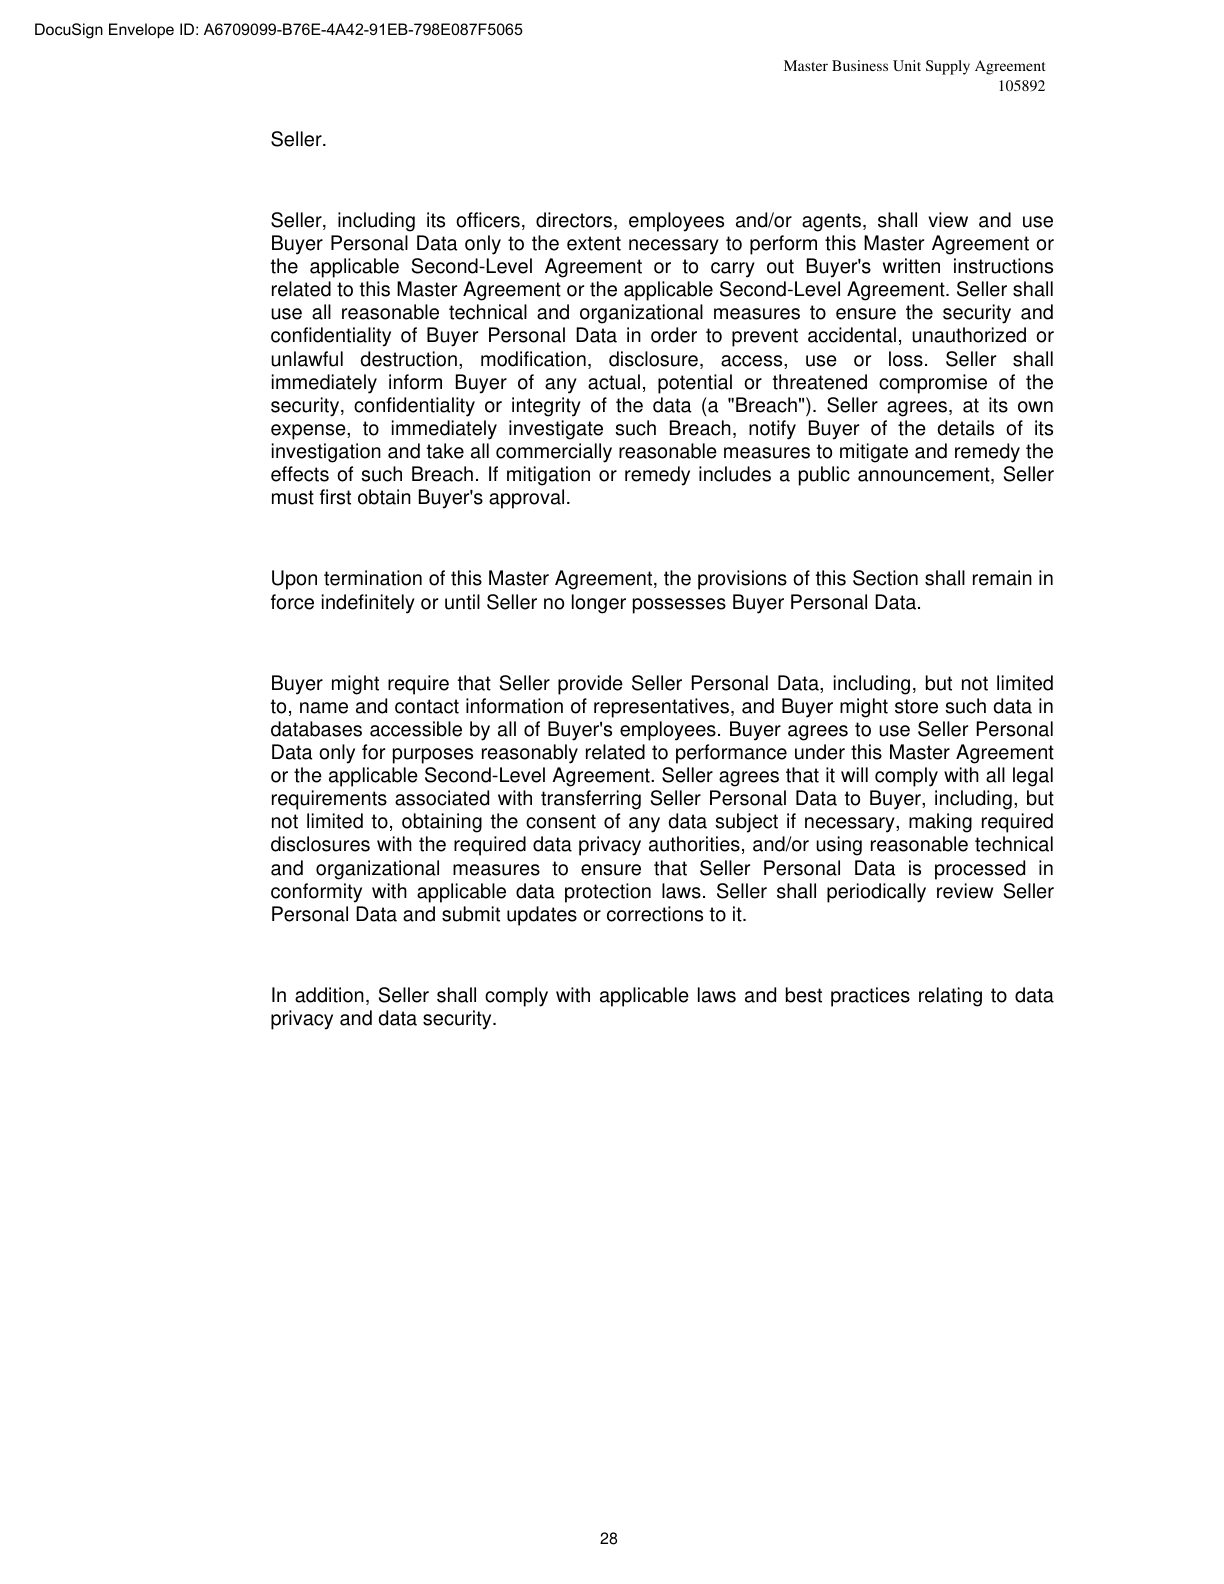 DocuSign Envelope ID: A6709099-B76E-4A42-91EB-798E087F5065
Master Business Unit Supply Agreement
105892
Seller.
Seller, including its officers, directors, employees and/or agents, shall view and use
Buyer Personal Data only to the extent necessary to perform this Master Agreement or
the applicable Second-Level Agreement or to carry out Buyer's written instructions
related to this Master Agreement or the applicable Second-Level Agreement. Seller shall
use all reasonable technical and organizational measures to ensure the security and
confidentiality of Buyer Personal Data in order to prevent accidental, unauthorized or
unlawful destruction, modification, disclosure, access, use or loss. Seller shall
immediately inform Buyer of any actual, potential or threatened compromise of the
security, confidentiality or integrity of the data (a "Breach"). Seller agrees, at its own
expense, to immediately investigate such Breach, notify Buyer of the details of its
investigation and take all commercially reasonable measures to mitigate and remedy the
effects of such Breach. If mitigation or remedy includes a public announcement, Seller
must first obtain Buyer's approval.
Upon termination of this Master Agreement, the provisions of this Section shall remain in
force indefinitely or until Seller no longer possesses Buyer Personal Data.
Buyer might require that Seller provide Seller Personal Data, including, but not limited
to, name and contact information of representatives, and Buyer might store such data in
databases accessible by all of Buyer's employees. Buyer agrees to use Seller Personal
Data only for purposes reasonably related to performance under this Master Agreement
or the applicable Second-Level Agreement. Seller agrees that it will comply with all legal
requirements associated with transferring Seller Personal Data to Buyer, including, but
not limited to, obtaining the consent of any data subject if necessary, making required
disclosures with the required data privacy authorities, and/or using reasonable technical
and organizational measures to ensure that Seller Personal Data is processed in
conformity with applicable data protection laws. Seller shall periodically review Seller
Personal Data and submit updates or corrections to it.
In addition, Seller shall comply with applicable laws and best practices relating to data
privacy and data security.
28